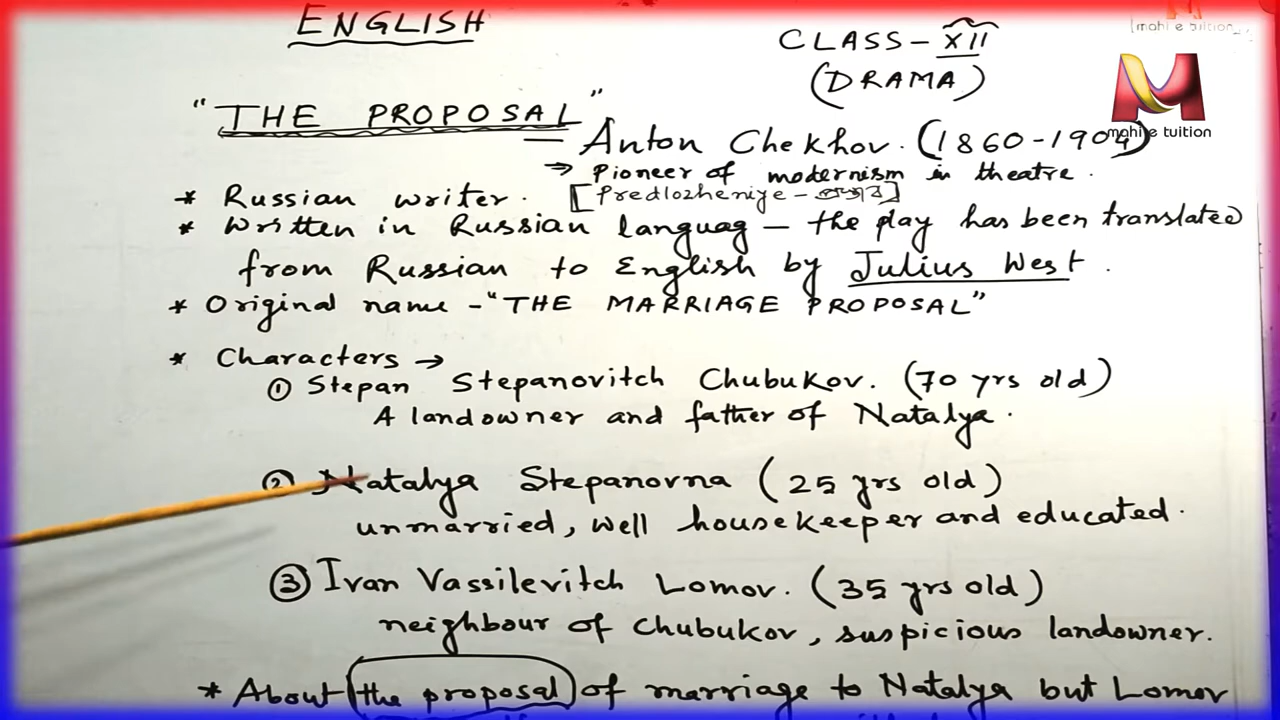 ENGLISH
CLASS-XII
(DRAMA)
mahi e tuition
mahi e tuition
"THE PROPOSAL"
— Anton Chekhov. (1860-1904)
⇒ Pioneer of modernism in theatre.
* Russian writer. [Predlozheniye -
* Written in Russian languag — the play has been translated
from Russian to English by Julius West.
* Original name - "THE MARRIAGE PROPOSAL"
* Characters →
① Stepan Stepanovitch Chubukov. (70 yrs old)
A landowner and father of Natalya.
② Natalya Stepanovna (25 yrs old)
unmarried, well housekeeper and educated.
③ Ivan Vassilevitch Lomov. (35 yrs old)
neighbour of Chubukov, suspicious landowner.
* About the proposal of marriage to Natalya but Lomov